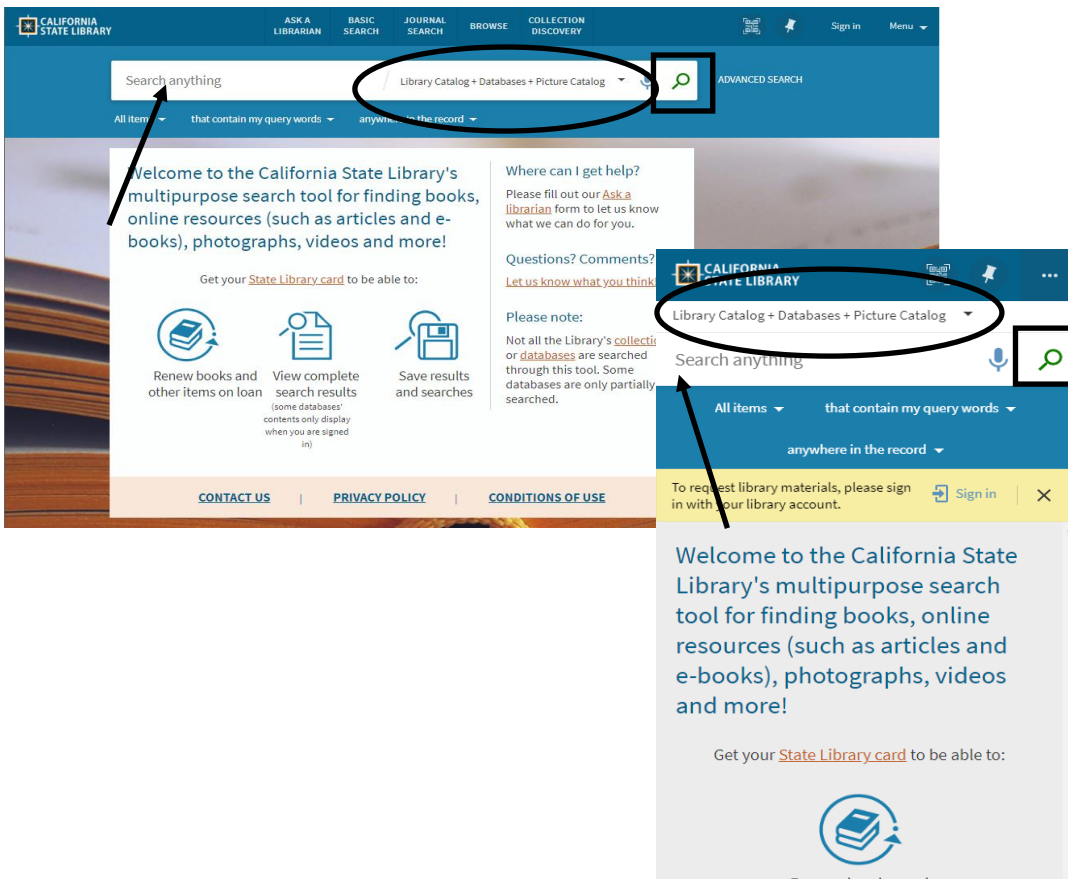 CALIFORNIA
STATE LIBRARY
ASK A
LIBRARIAN
BASIC
SEARCH
JOURNAL
SEARCH
BROWSE
COLLECTION
DISCOVERY
Sign in
Menu
Search anything
Library Catalog + Databases + Picture Catalog
ADVANCED SEARCH
All items
that contain my query words
anywhere in the record
Welcome to the California State Library's
multipurpose search tool for finding books,
online resources (such as articles and e-
books), photographs, videos and more!
Get your State Library card to be able to:
Renew books and
other items on loan
View complete
search results
(some databases'
contents only display
when you are signed
in)
Save results
and searches
Where can I get help?
Please fill out our Ask a
librarian form to let us know
what we can do for you.
Questions? Comments?
Let us know what you think
Please note:
Not all the Library's
or databases are searched
through this tool. Some
databases are only partially
searched.
CONTACT US | PRIVACY POLICY | CONDITIONS OF USE
CALIFORNIA
STATE LIBRARY
Library Catalog + Databases + Picture Catalog
Search anything
All items
that contain my query words
anywhere in the record
To request library materials, please sign
in with your library account.
Sign in
Welcome to the California State
Library's multipurpose search
tool for finding books, online
resources (such as articles and
e-books), photographs, videos
and more!
Get your State Library card to be able to: